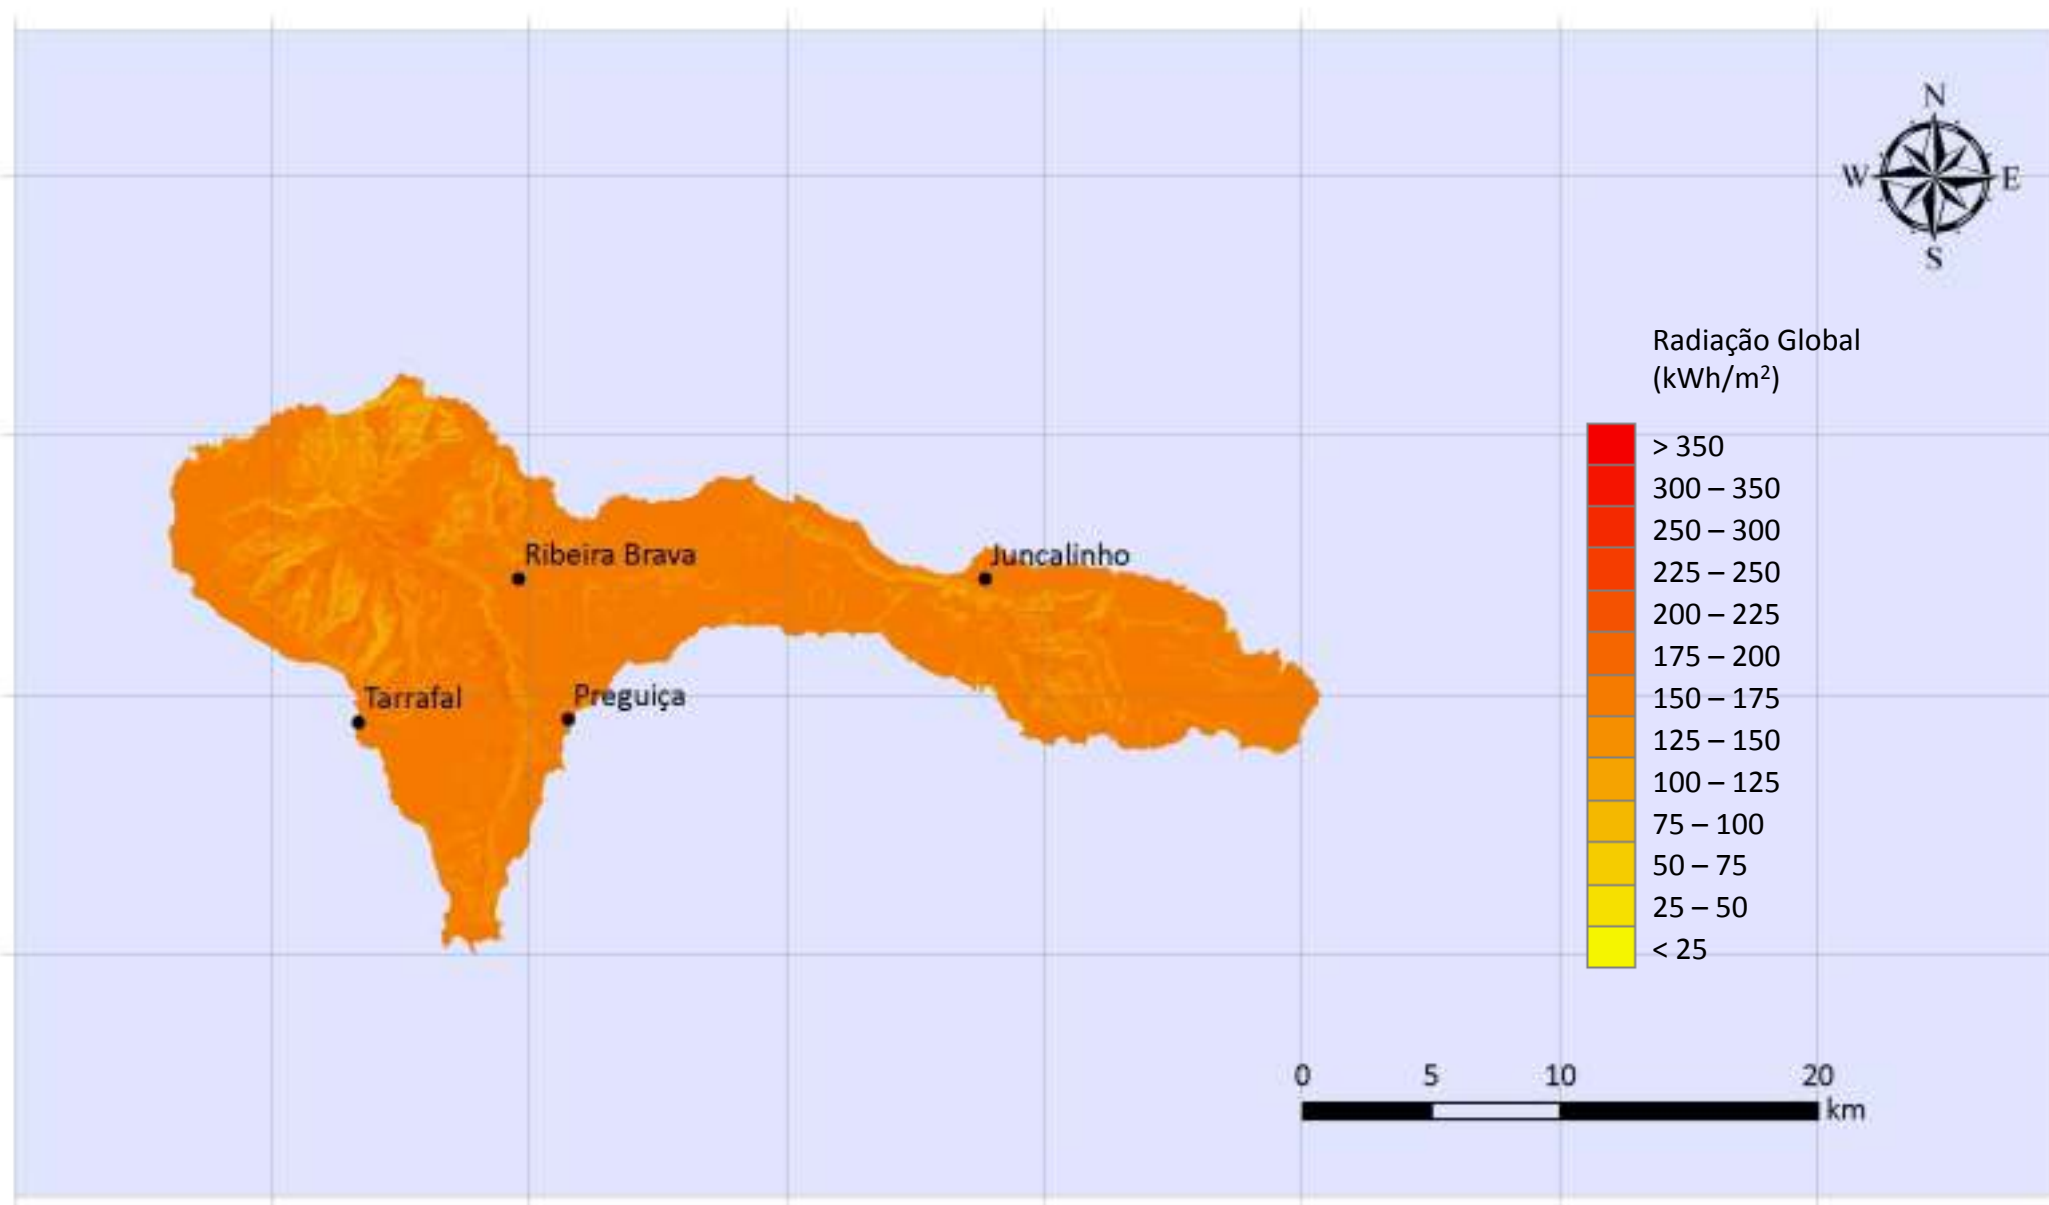 N
W E
S
Radiação Global
(kWh/m²)
> 350
300 – 350
250 – 300
225 – 250
200 – 225
175 – 200
150 – 175
125 – 150
100 – 125
75 – 100
50 – 75
25 – 50
< 25
Ribeira Brava
Juncalinho
Tarrafal
Preguiça
0 5 10 20
km